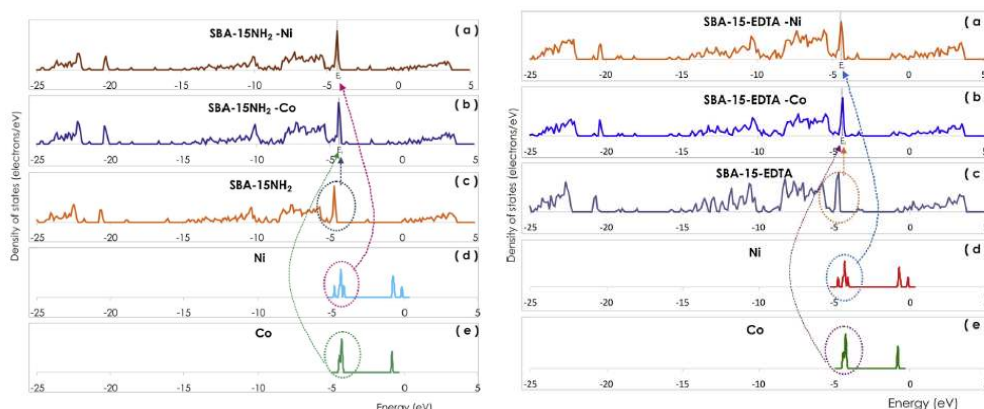 Density of states (electrons/eV)
SBA-15NH₂ -Ni
( a )
-25 -20 -15 -10 -5 0 5
SBA-15NH₂ -Co
( b )
-25 -20 -15 -10 -5 0 5
SBA-15NH₂
( c )
-25 -20 -15 -10 -5 0 5
Ni
( d )
-25 -20 -15 -10 -5 0 5
Co
( e )
-25 -20 -15 -10 -5 0 5
Density of states (electrons/eV)
SBA-15-EDTA -Ni
( a
-25 -20 -15 -10 -5 0 5
SBA-15-EDTA -Co
( b
-25 -20 -15 -10 -5 0 5
SBA-15-EDTA
( c
-25 -20 -15 -10 -5 0 5
Ni
( d
-25 -20 -15 -10 -5 0 5
Co
( e
-25 -20 -15 -10 -5 0 5
Energy (eV)